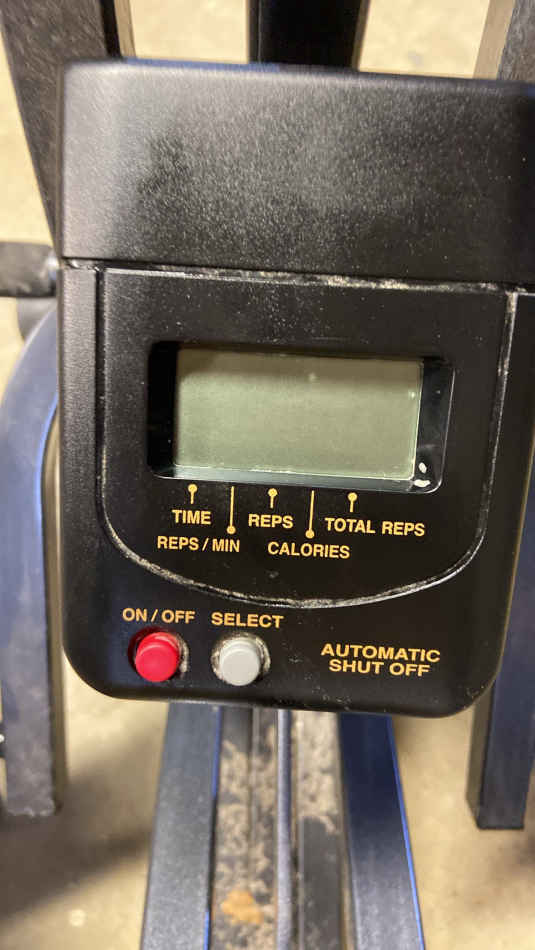 TIME
REPS
TOTAL REPS
REPS / MIN
CALORIES
ON / OFF
SELECT
AUTOMATIC
SHUT OFF